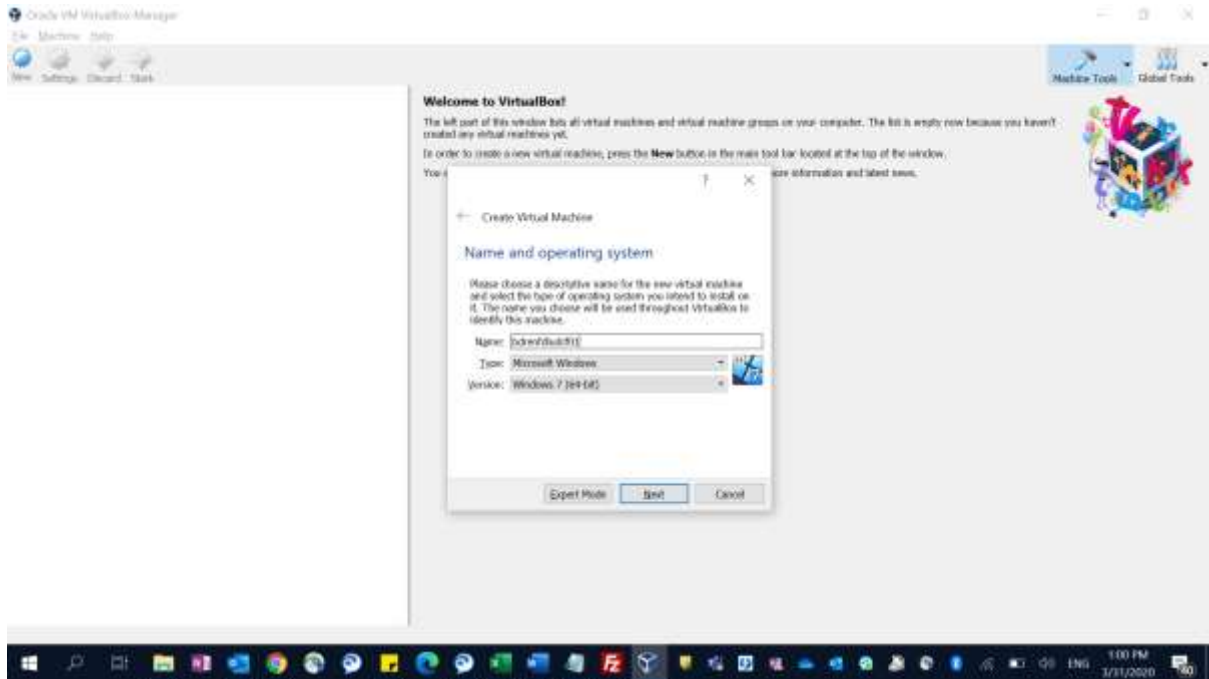 Oracle VM VirtualBox Manager
File Machine Help
New Settings Discard Start
Machine Tools
Global Tools
Welcome to VirtualBox!
The left part of this window lists all virtual machines and virtual machine groups on your computer. The list is empty now because you haven't
created any virtual machines yet.
In order to create a new virtual machine, press the New button in the main tool bar located at the top of the window.
You
more information and latest news.
Create Virtual Machine
Name and operating system
Please choose a descriptive name for the new virtual machine
and select the type of operating system you intend to install on
it. The name you choose will be used throughout VirtualBox to
identify this machine.
Name:
Type: Microsoft Windows
Version: Windows 7 (64-bit)
Expert Mode Next Cancel
ENG
1:00 PM
3/31/2020